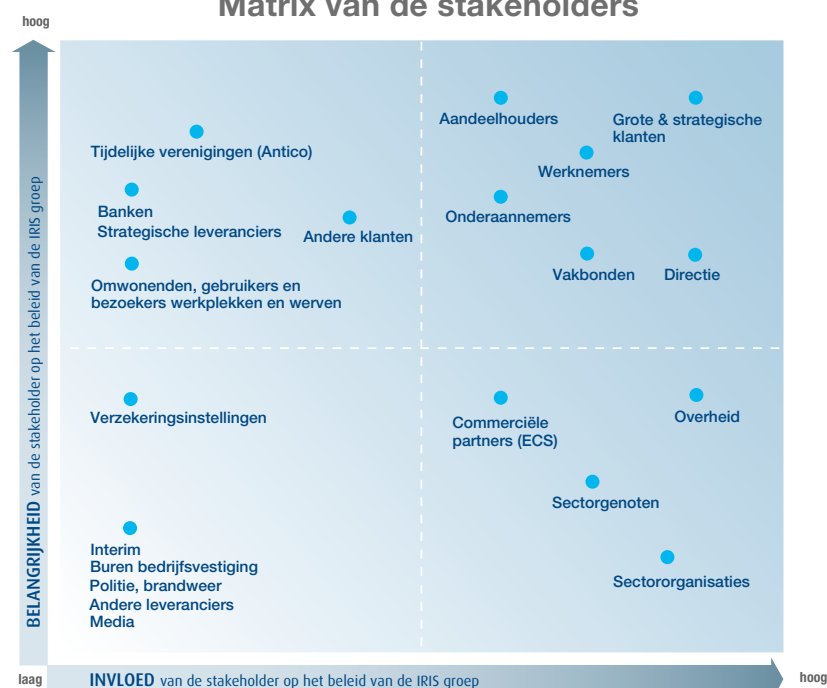 Matrix van de stakeholders
hoog
BELANGRIJKHEID van de stakeholder op het beleid van de IRIS groep
Aandeelhouders
Grote & strategische
klanten
Tijdelijke verenigingen (Antico)
Werknemers
Banken
Strategische leveranciers
Andere klanten
Onderaannemers
Omwonenden, gebruikers en
bezoekers werkplekken en werven
Vakbonden
Directie
Verzekeringsinstellingen
Commerciële
partners (ECS)
Overheid
Sectorgenoten
Interim
Buren bedrijfsvestiging
Politie, brandweer
Andere leveranciers
Media
Sectororganisaties
laag
INVLOED van de stakeholder op het beleid van de IRIS groep
hoog